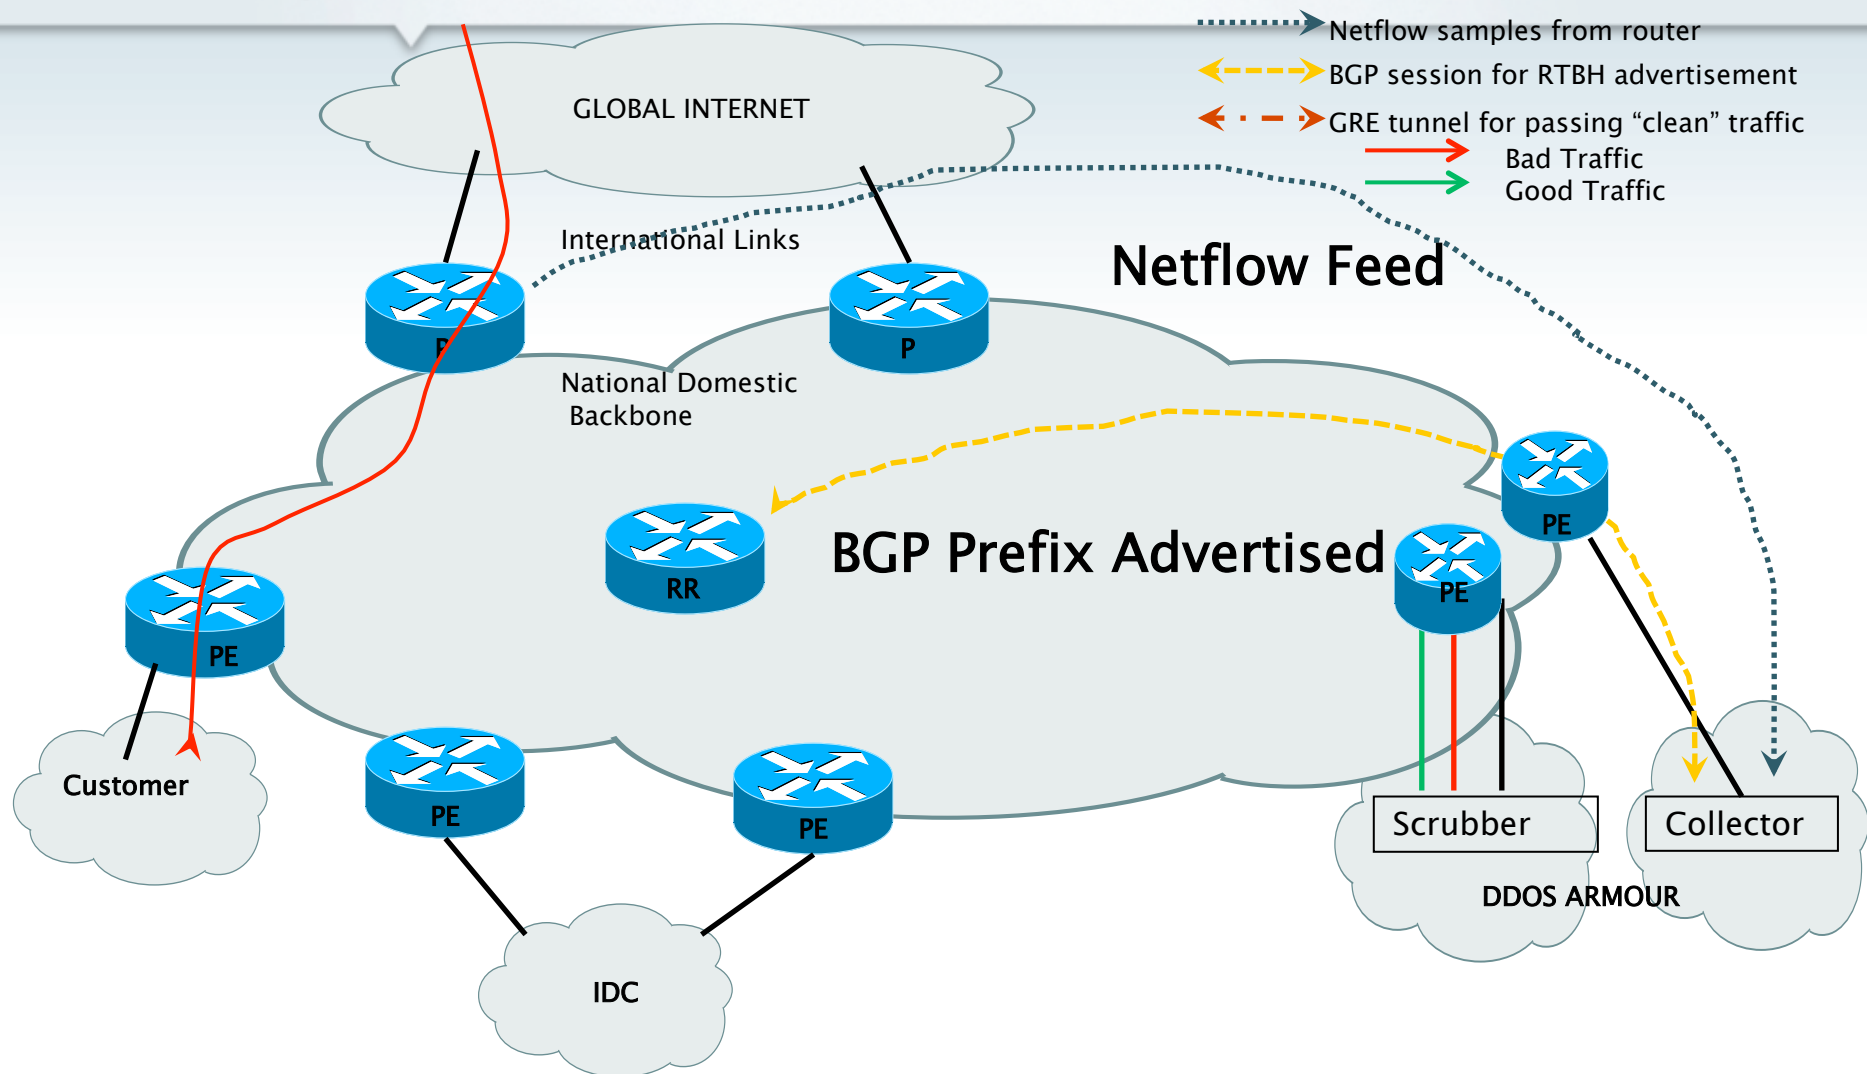 Netflow samples from router
BGP session for RTBH advertisement
GRE tunnel for passing “clean” traffic
Bad Traffic
Good Traffic
GLOBAL INTERNET
International Links
Netflow Feed
P
P
National Domestic
Backbone
PE
BGP Prefix Advertised
RR
PE
PE
Customer
PE
PE
Scrubber
Collector
DDOS ARMOUR
IDC